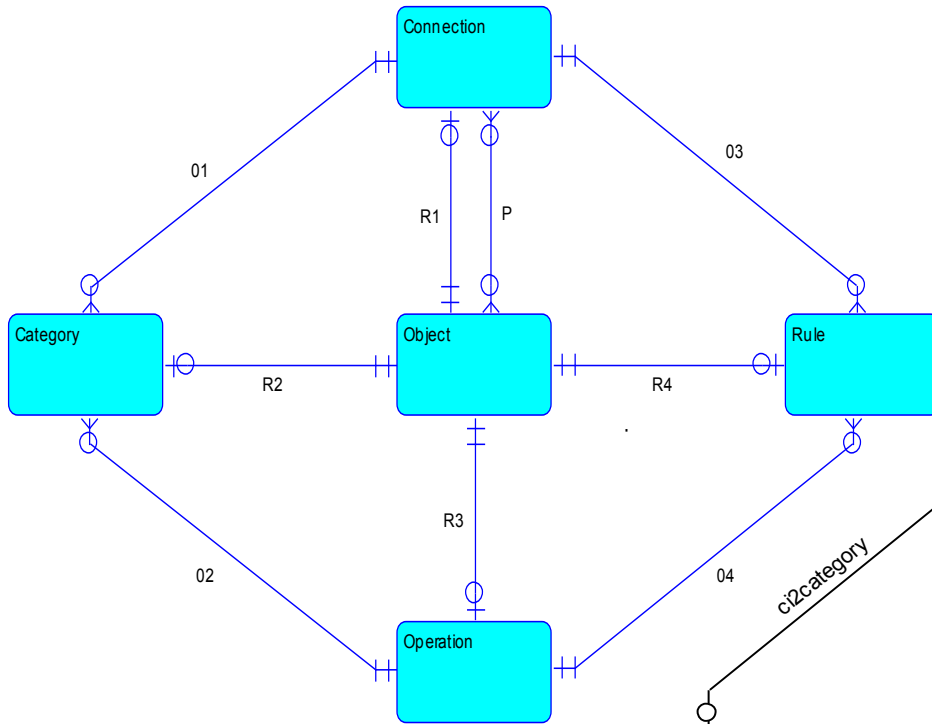 Connection
01
03
R1
P
Category
Object
Rule
R2
R4
R3
02
04
ci2category
Operation